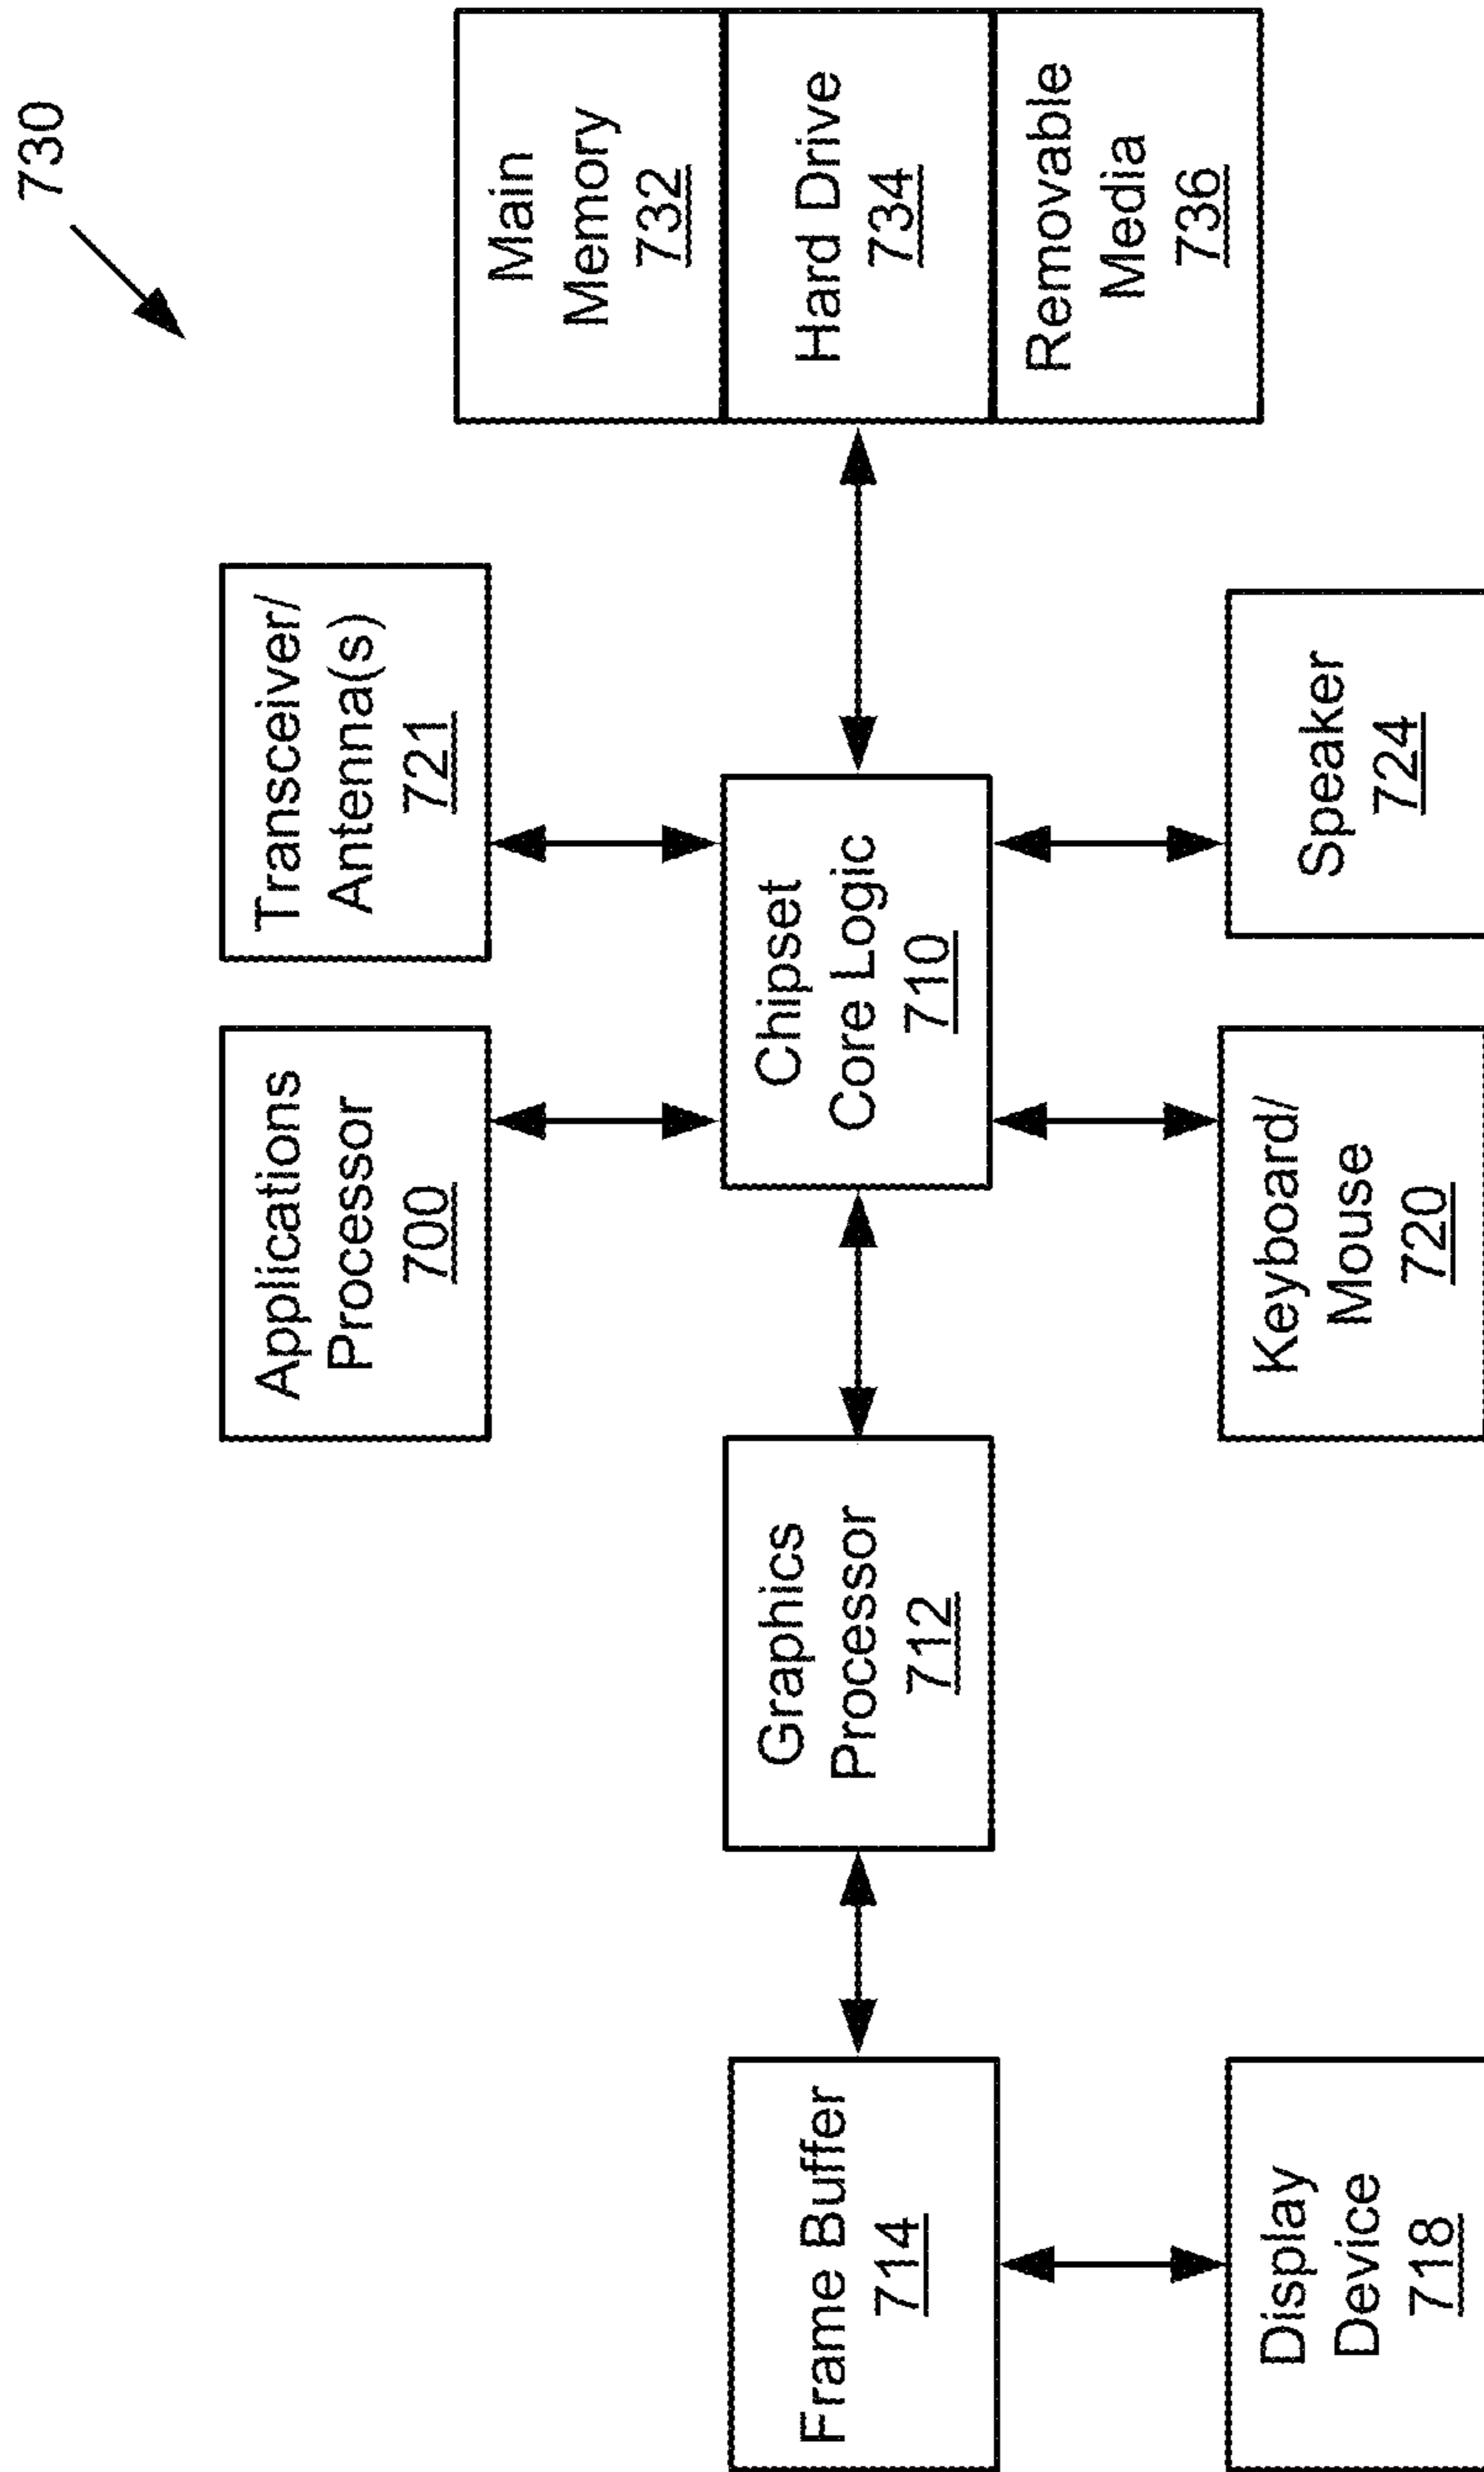 730
Applications
Processor
700
Transceiver/
Antenna(s)
721
Main
Memory
732
Frame Buffer
714
Graphics
Processor
712
Chipset
Core Logic
710
Hard Drive
734
Removable
Media
736
Display
Device
718
Keyboard/
Mouse
720
Speaker
724